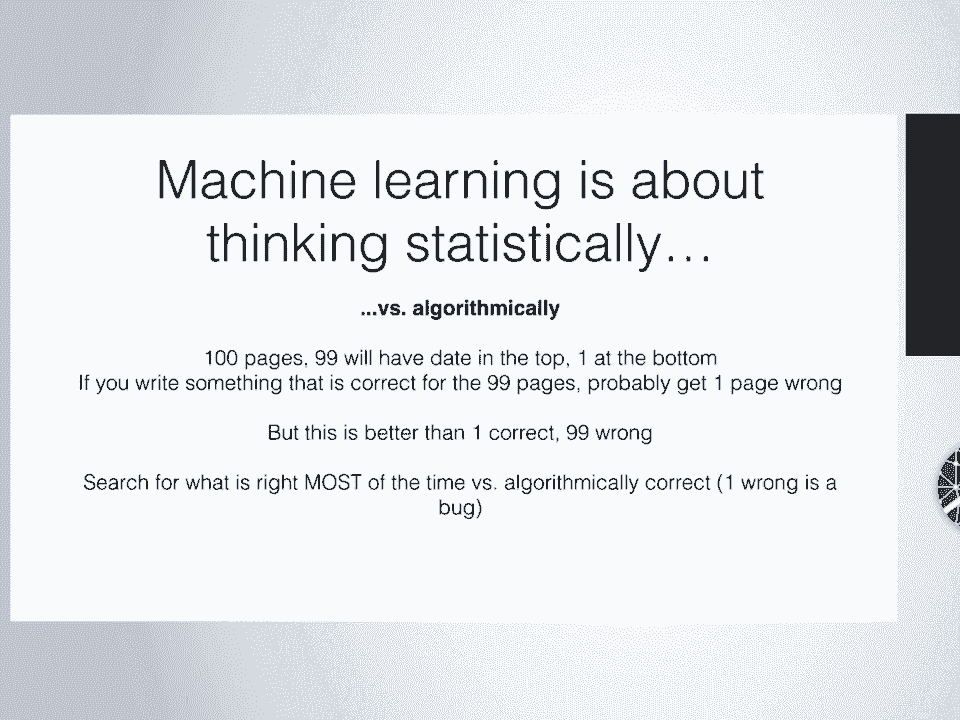 Machine learning is about
thinking statistically…
...vs. algorithmically
100 pages, 99 will have date in the top, 1 at the bottom
If you write something that is correct for the 99 pages, probably get 1 page wrong
But this is better than 1 correct, 99 wrong
Search for what is right MOST of the time vs. algorithmically correct (1 wrong is a
bug)